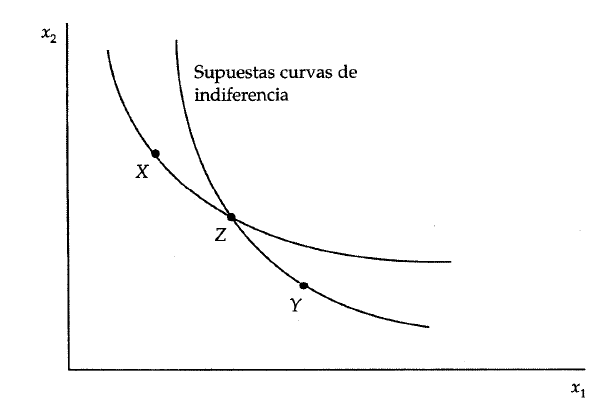 x₂
Supuestas curvas de
indiferencia
X
Z
Y
x₁